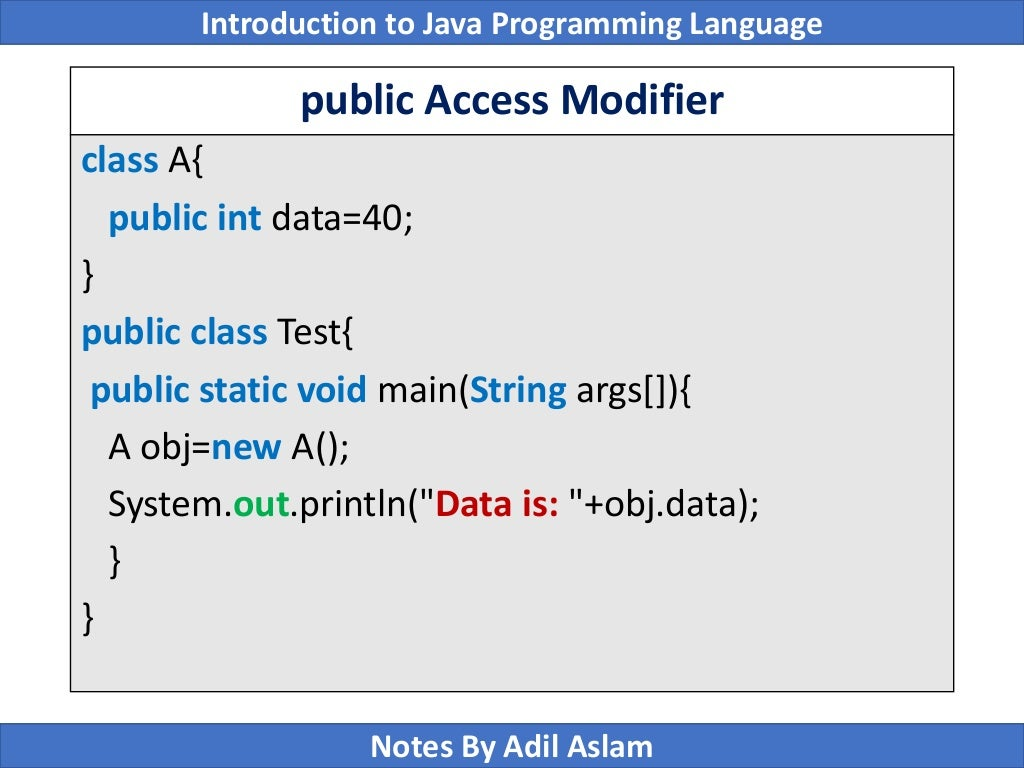 Introduction to Java Programming Language
public Access Modifier
class A{
public int data=40;
}
public class Test{
public static void main(String args[]){
A obj=new A();
System.out.println("Data is: "+obj.data);
}
}
Notes By Adil Aslam